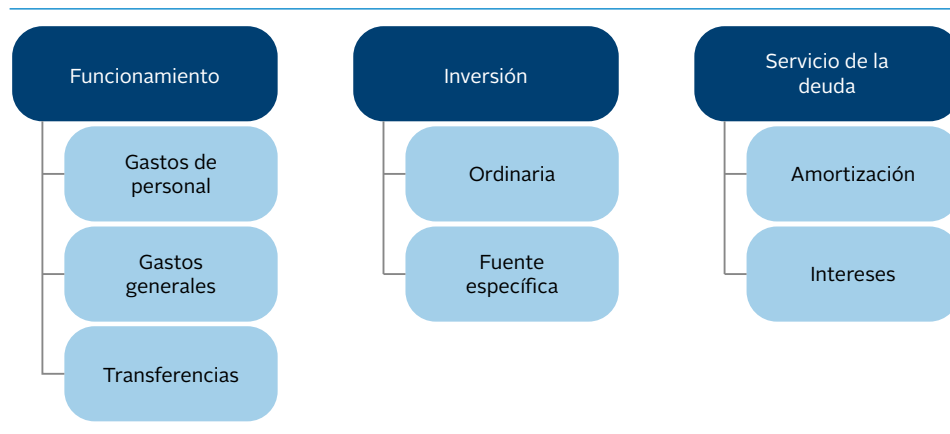 Funcionamiento
Gastos de
personal
Gastos
generales
Transferencias
Inversión
Ordinaria
Fuente
específica
Servicio de la
deuda
Amortización
Intereses